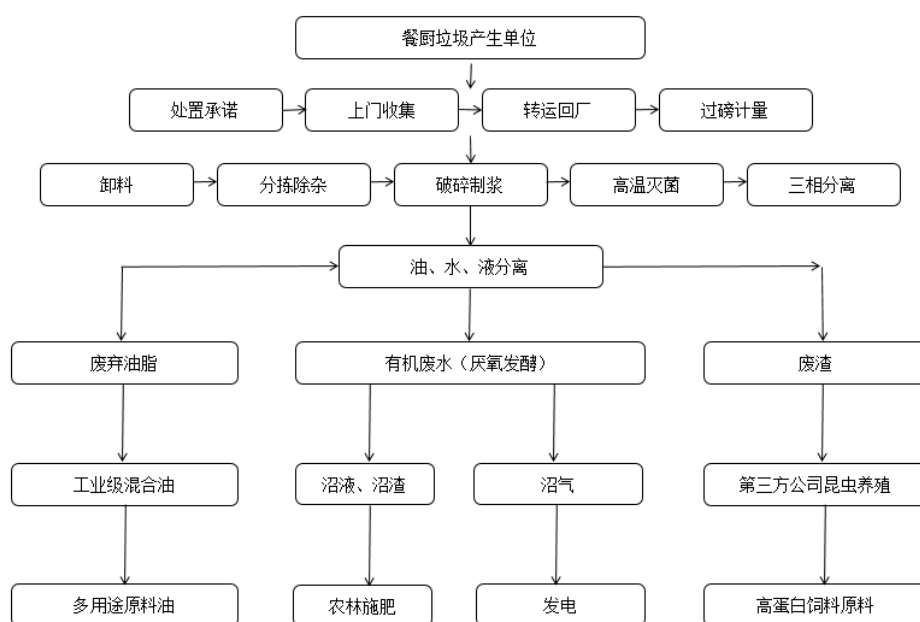 餐厨垃圾产生单位
处置承诺
上门收集
转运回厂
过磅计量
卸料
分拣除杂
破碎制浆
高温灭菌
三相分离
油、水、液分离
废弃油脂
有机废水（厌氧发酵）
废渣
工业级混合油
沼液、沼渣
沼气
第三方公司昆虫养殖
多用途原料油
农林施肥
发电
高蛋白饲料原料